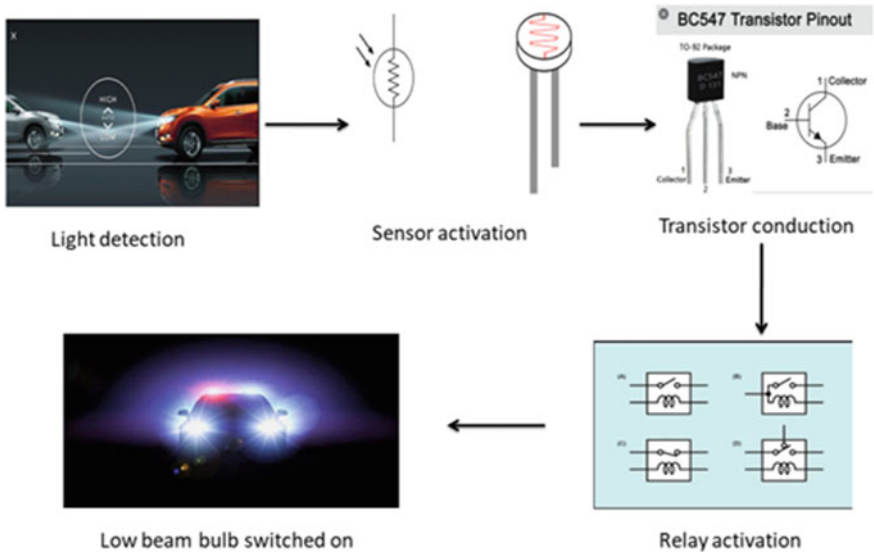 X
HIGH
LOW
Light detection
Sensor activation
BC547 Transistor Pinout
TO-92 Package
BC547
NPN
1
Collector
2
3
Emitter
1 Collector
2
Base
3 Emitter
Transistor conduction
(A)
(B)
(C)
(D)
Relay activation
Low beam bulb switched on